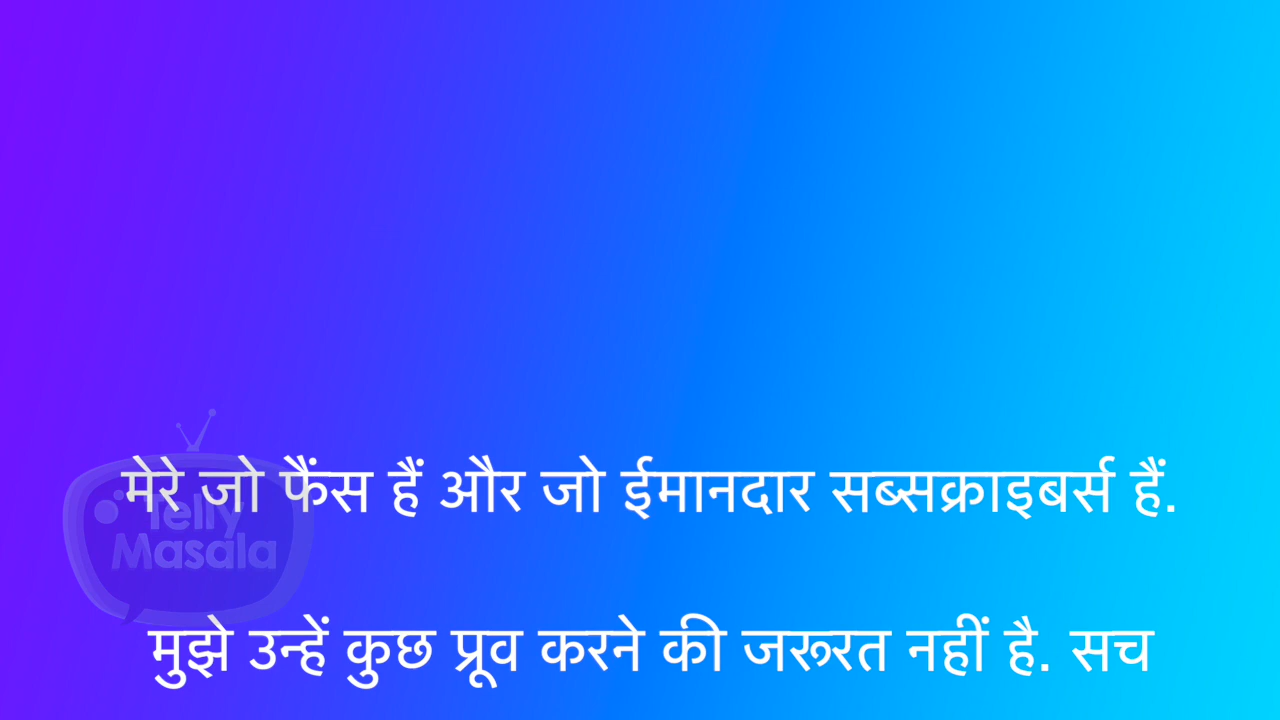 मेरे जो फैंस हैं और जो ईमानदार सब्सक्राइबर्स हैं.
Telly
Masala
मुझे उन्हें कुछ प्रूव करने की जरूरत नहीं है. सच